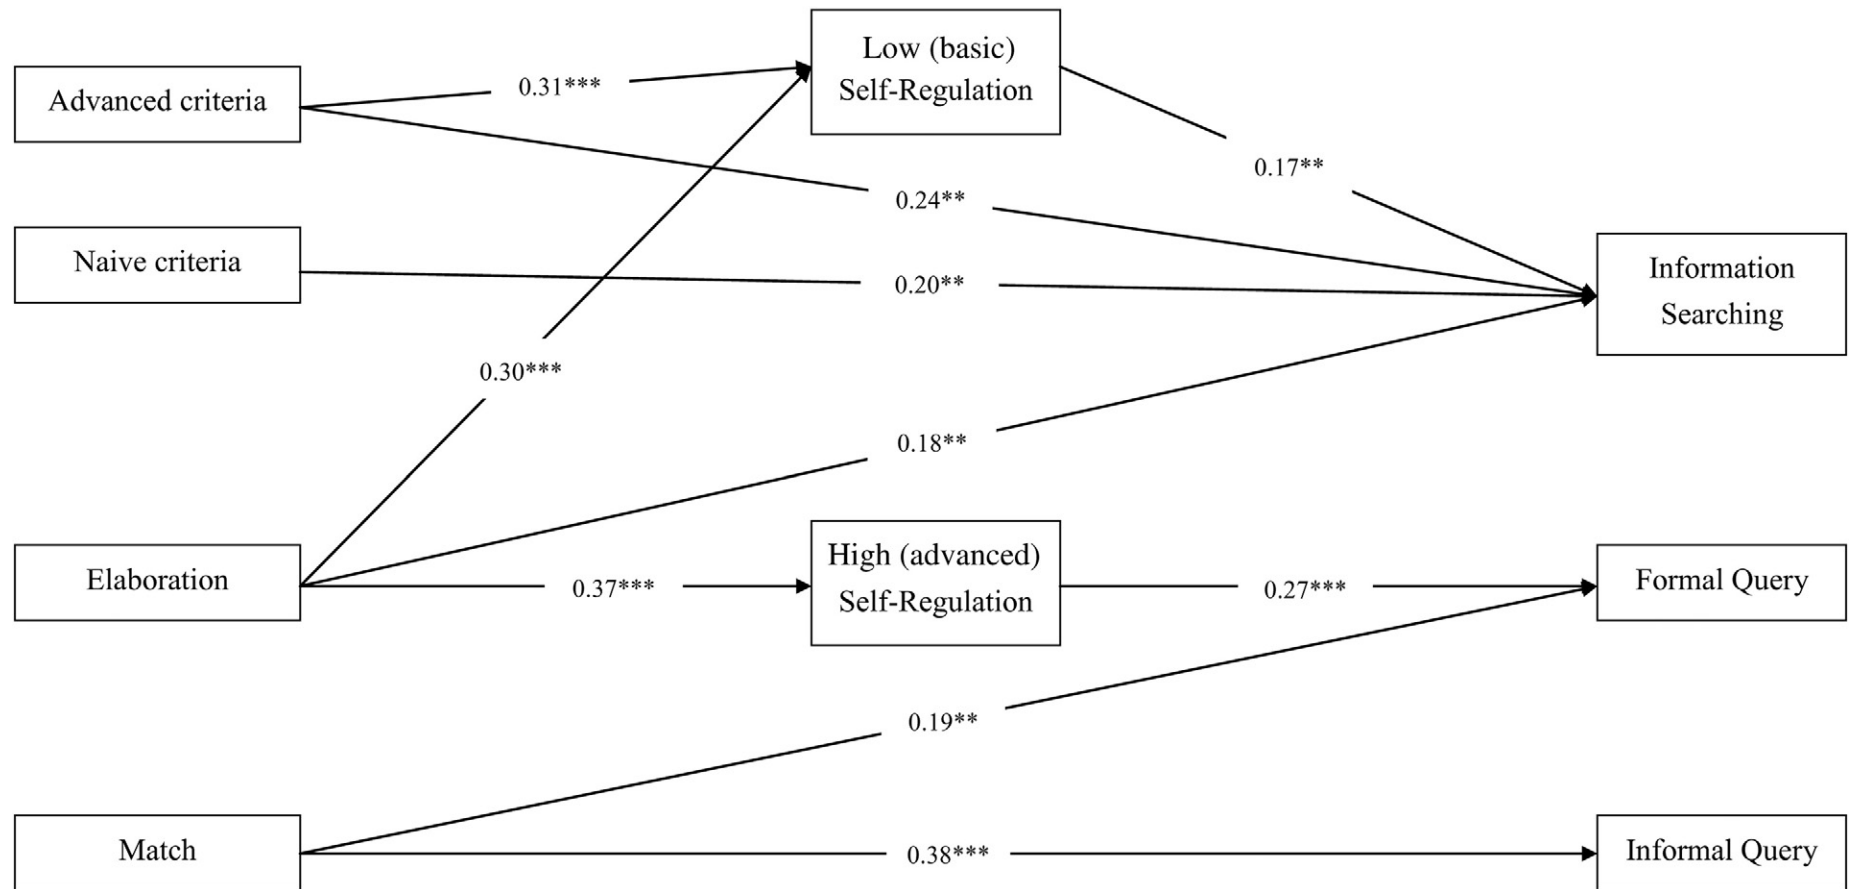 Low (basic)
Self-Regulation
0.31***
Advanced criteria
0.17**
0.24**
Naive criteria
0.20**
Information
Searching
0.30***
0.18**
High (advanced)
Self-Regulation
Elaboration
0.37***
0.27***
Formal Query
0.19**
Match
0.38***
Informal Query